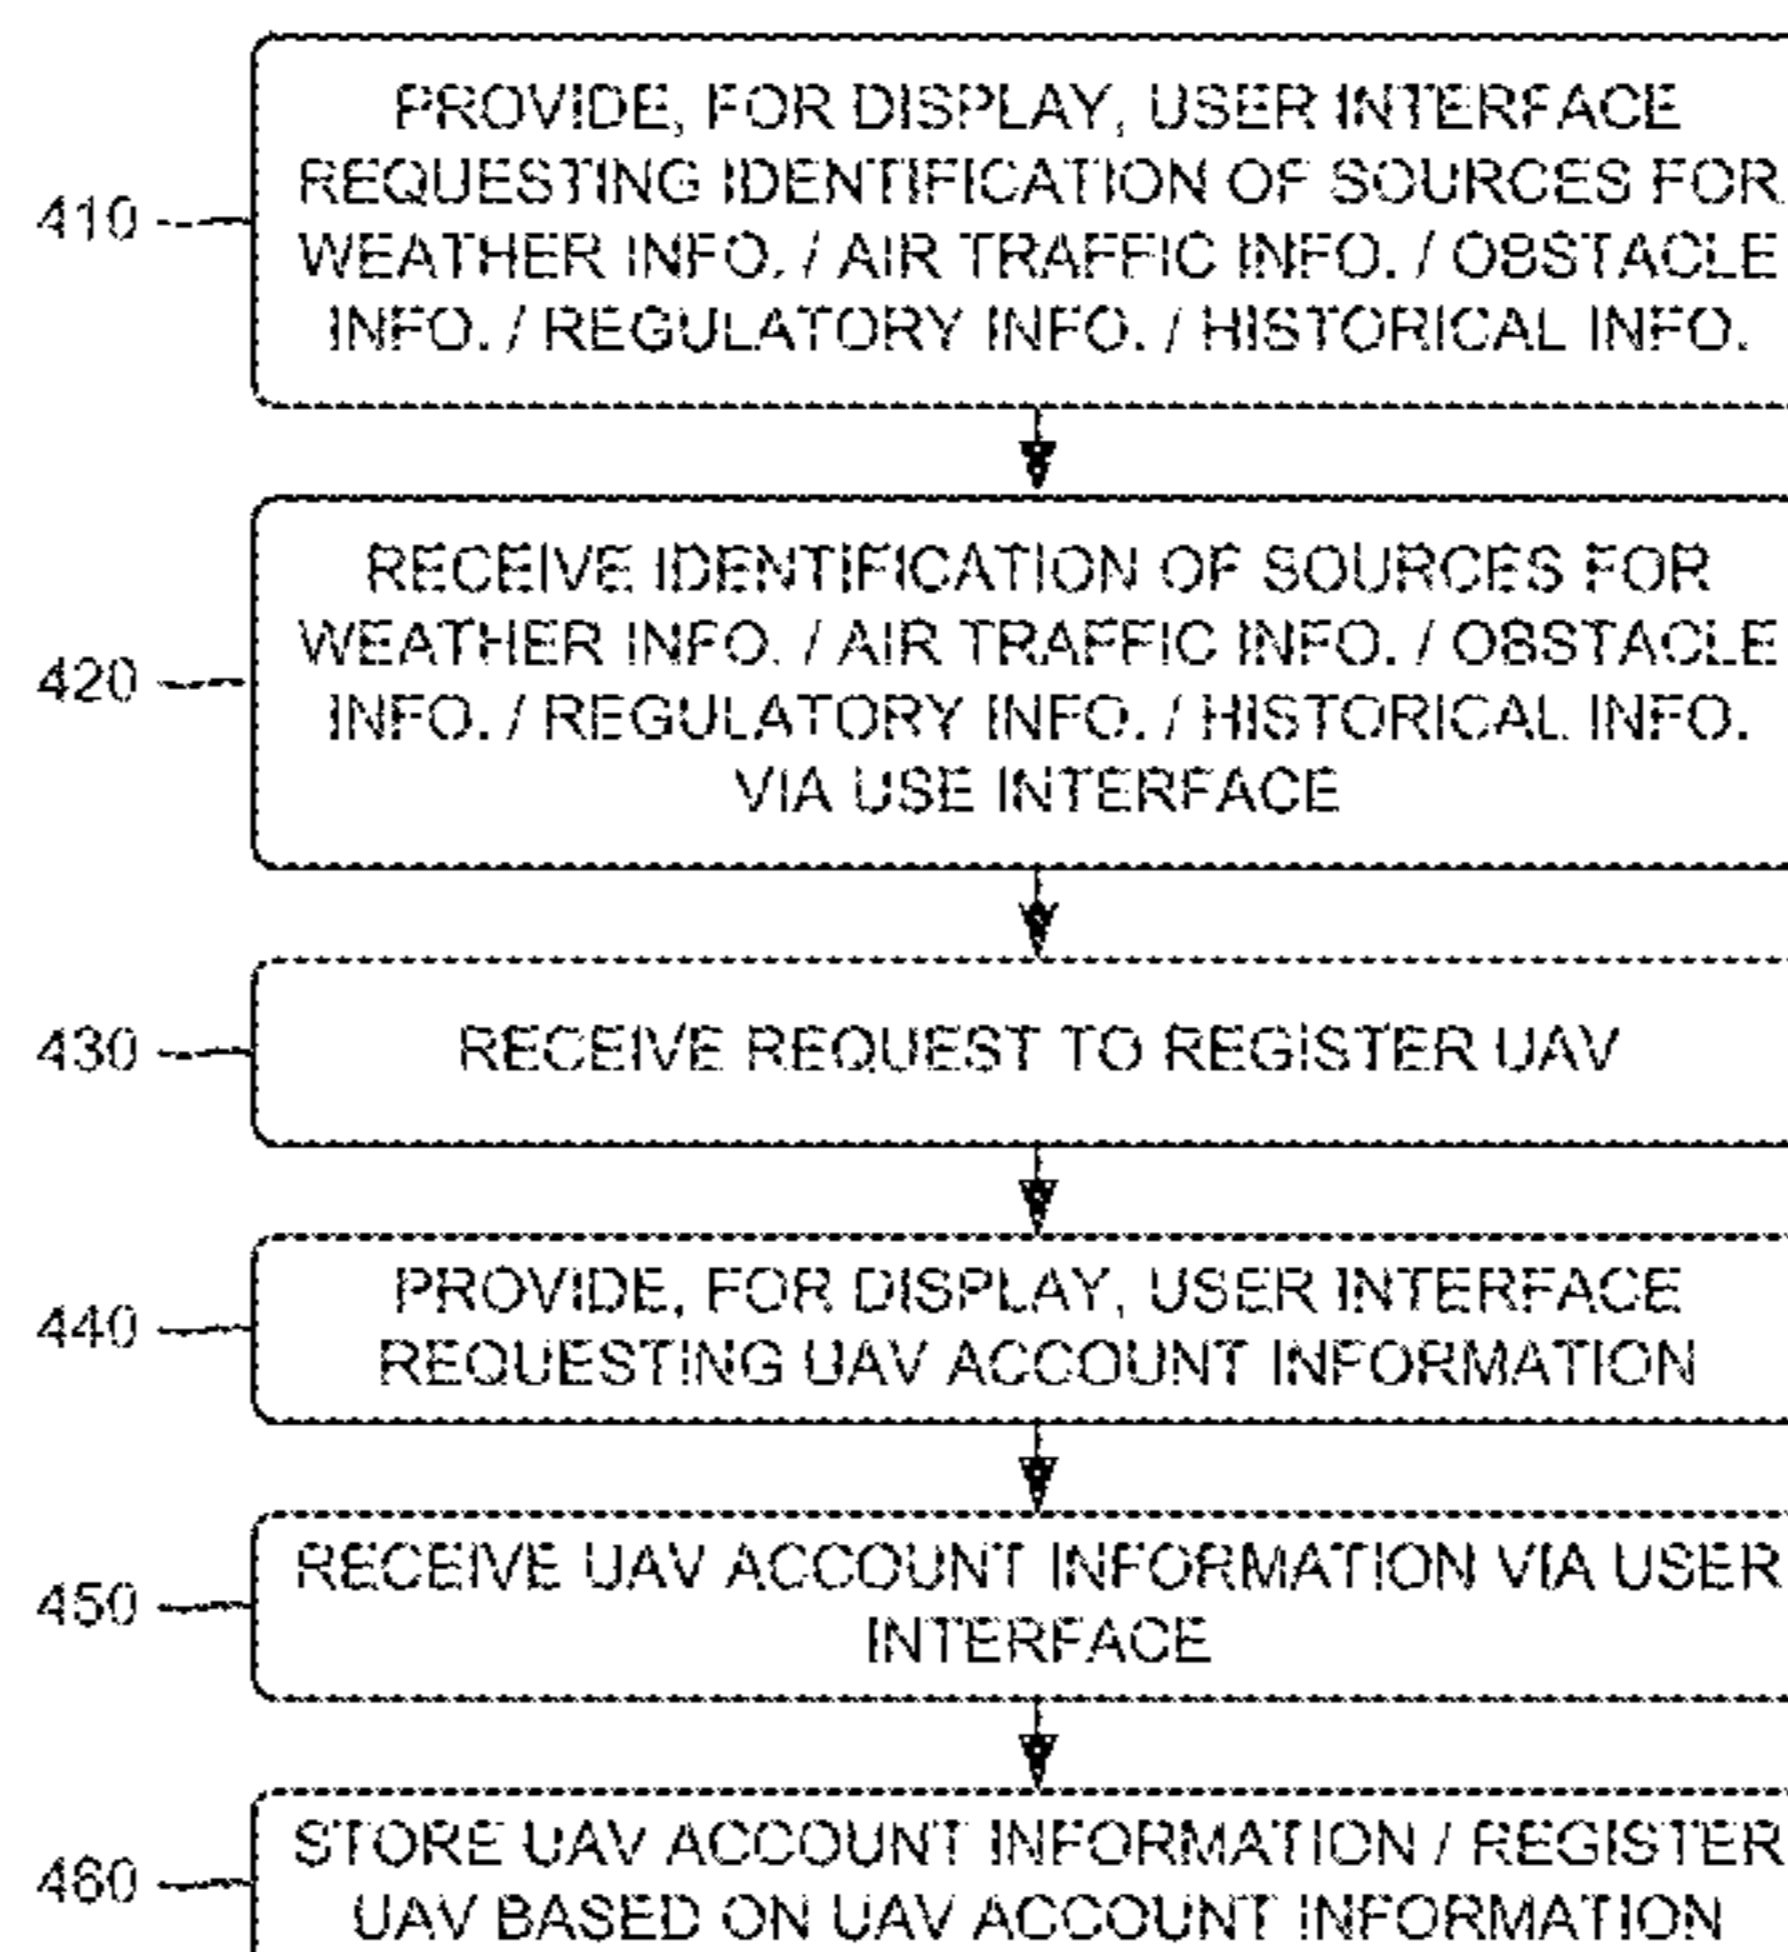 PROVIDE, FOR DISPLAY, USER INTERFACE
REQUESTING IDENTIFICATION OF SOURCES FOR
410
WEATHER INFO. / AIR TRAFFIC INFO. / OBSTACLE
INFO. / REGULATORY INFO. / HISTORICAL INFO.
RECEIVE IDENTIFICATION OF SOURCES FOR
WEATHER INFO. / AIR TRAFFIC INFO. / OBSTACLE
420
INFO. / REGULATORY INFO. / HISTORICAL INFO.
VIA USE INTERFACE
430
RECEIVE REQUEST TO REGISTER UAV
440
PROVIDE, FOR DISPLAY, USER INTERFACE
REQUESTING UAV ACCOUNT INFORMATION
450
RECEIVE UAV ACCOUNT INFORMATION VIA USER
INTERFACE
460
STORE UAV ACCOUNT INFORMATION / REGISTER
UAV BASED ON UAV ACCOUNT INFORMATION